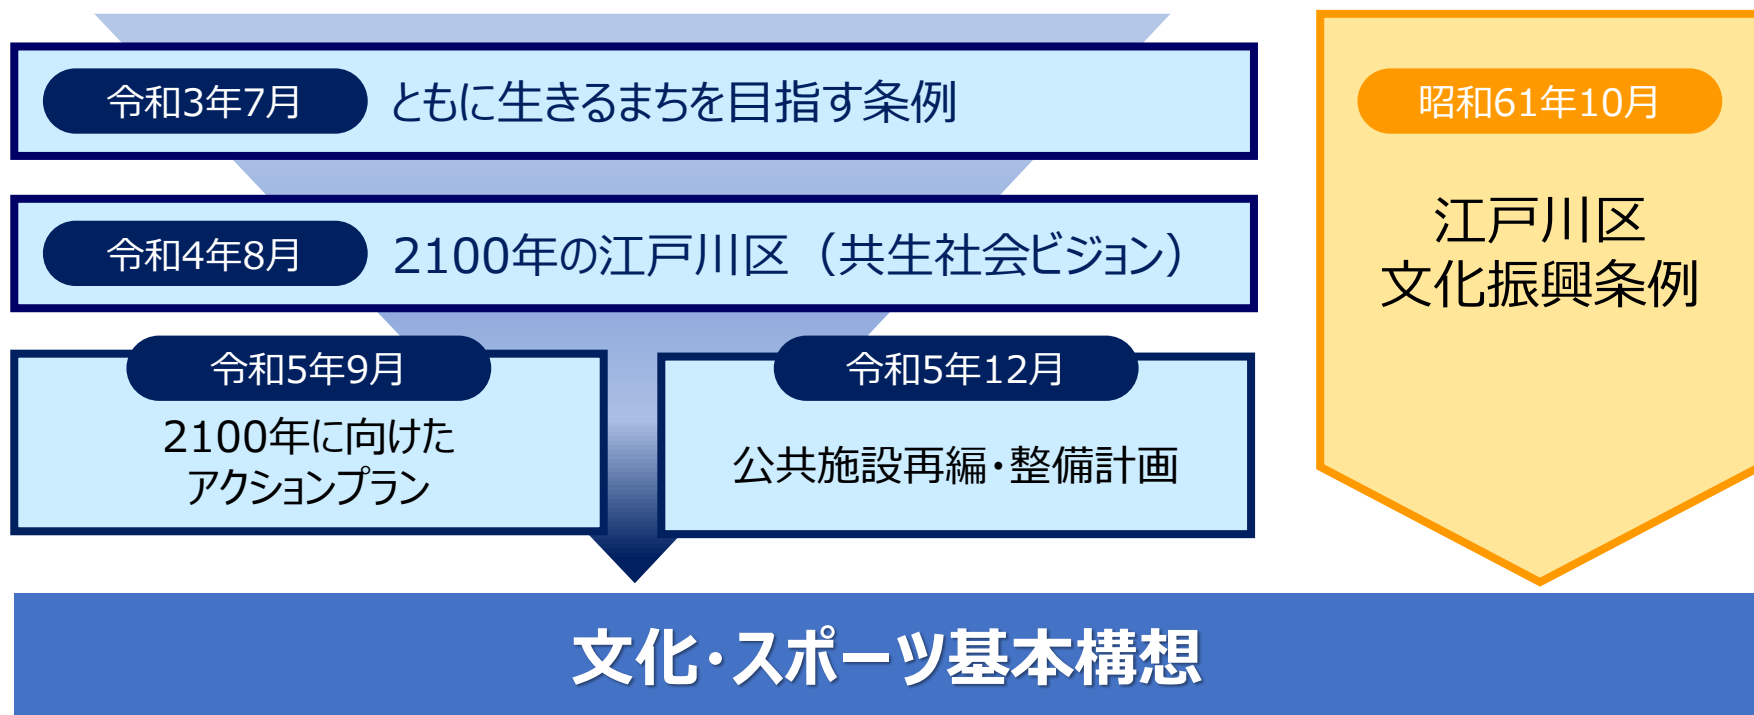 令和3年7月
ともに生きるまちを目指す条例
令和4年8月
2100年の江戸川区（共生社会ビジョン）
令和5年9月
2100年に向けた
アクションプラン
令和5年12月
公共施設再編・整備計画
昭和61年10月
江戸川区
文化振興条例
文化・スポーツ基本構想